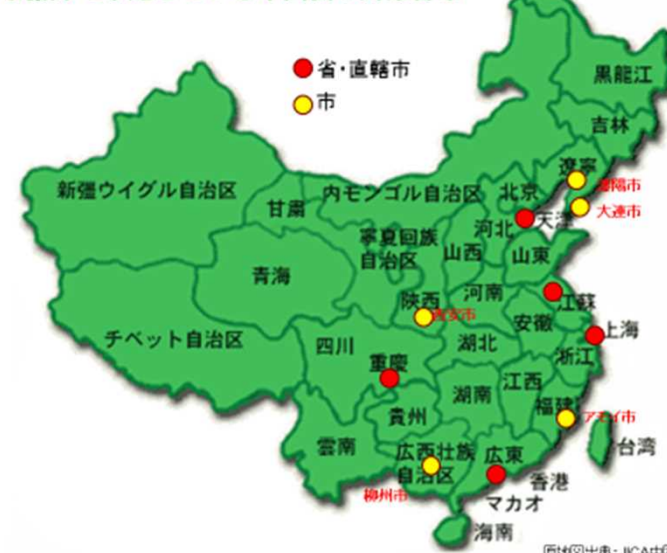 省・直轄市
市
黒龍江
吉林
遼寧
瀋陽市
大連市
新疆ウイグル自治区
内モンゴル自治区
北京
甘粛
天津
河北
寧夏回族
自治区
山西
山東
青海
陝西
西安市
河南
江蘇
安徽
上海
チベット自治区
四川
湖北
浙江
重慶
湖南
江西
福建
アモイ市
貴州
台湾
雲南
広西壮族
自治区
広東
柳州市
香港
マカオ
海南